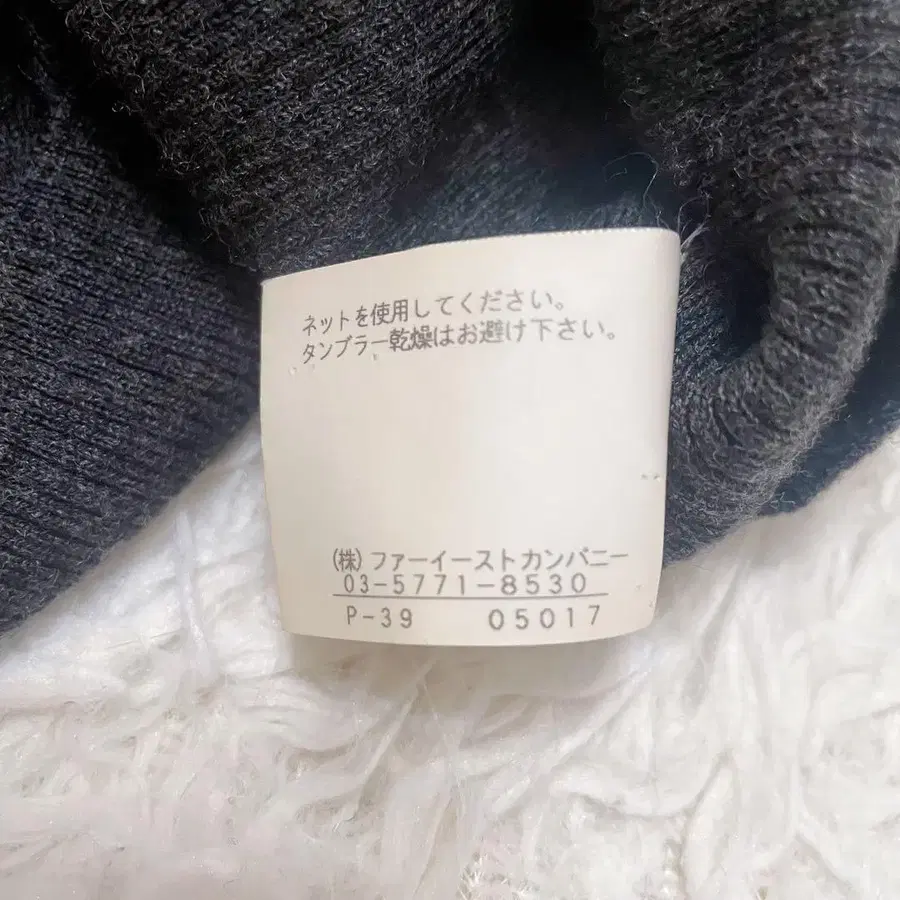 ネットを使用してください。
タンブラー乾燥はお避け下さい。
(株)ファーイーストカンパニー
03-5771-8530
P-39 05017